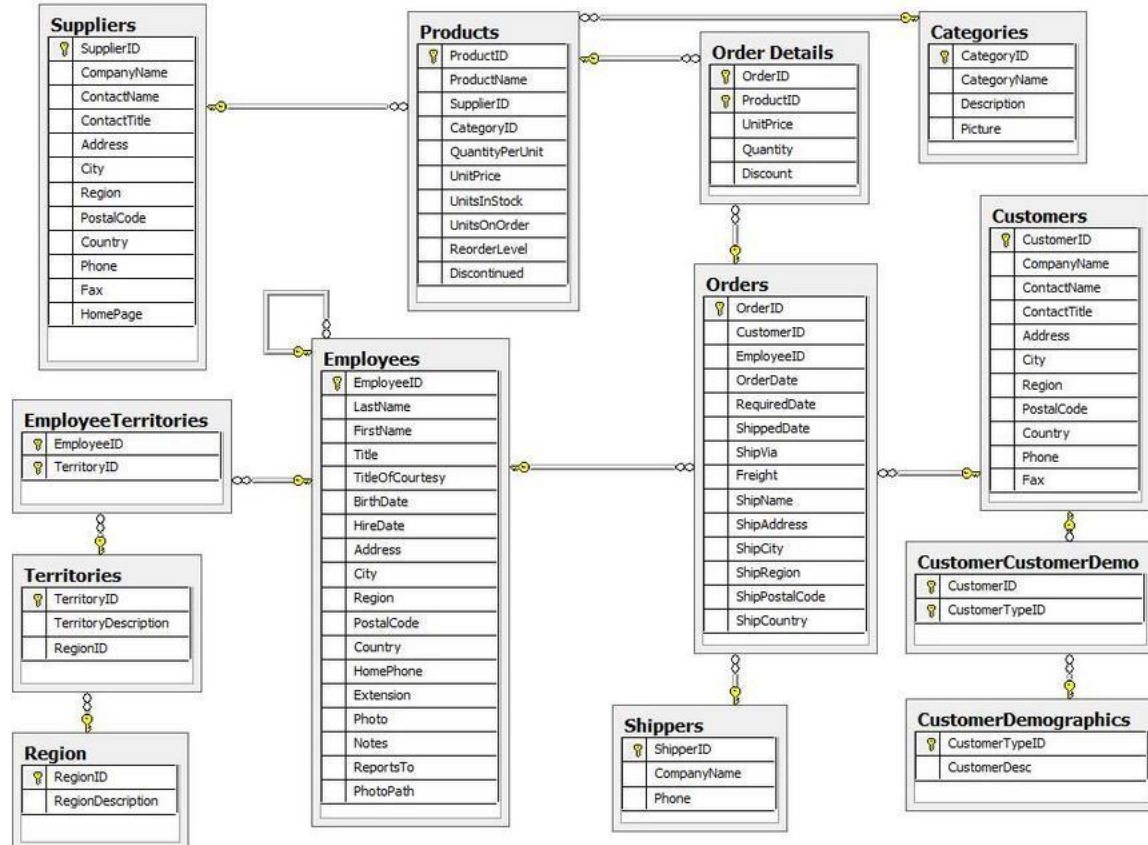 Suppliers
SupplierID
CompanyName
ContactName
ContactTitle
Address
City
Region
PostalCode
Country
Phone
Fax
HomePage
Products
ProductID
ProductName
SupplierID
CategoryID
QuantityPerUnit
UnitPrice
UnitsInStock
UnitsOnOrder
ReorderLevel
Discontinued
Order Details
OrderID
ProductID
UnitPrice
Quantity
Discount
Categories
CategoryID
CategoryName
Description
Picture
Customers
CustomerID
CompanyName
ContactName
ContactTitle
Address
City
Region
PostalCode
Country
Phone
Fax
Orders
OrderID
CustomerID
EmployeeID
OrderDate
RequiredDate
ShippedDate
ShipVia
Freight
ShipName
ShipAddress
ShipCity
ShipRegion
ShipPostalCode
ShipCountry
Employees
EmployeeID
LastName
FirstName
Title
TitleOfCourtesy
BirthDate
HireDate
Address
City
Region
PostalCode
Country
HomePhone
Extension
Photo
Notes
ReportsTo
PhotoPath
EmployeeTerritories
EmployeeID
TerritoryID
Territories
TerritoryID
TerritoryDescription
RegionID
Region
RegionID
RegionDescription
Shippers
ShipperID
CompanyName
Phone
CustomerCustomerDemo
CustomerID
CustomerTypeID
CustomerDemographics
CustomerTypeID
CustomerDesc